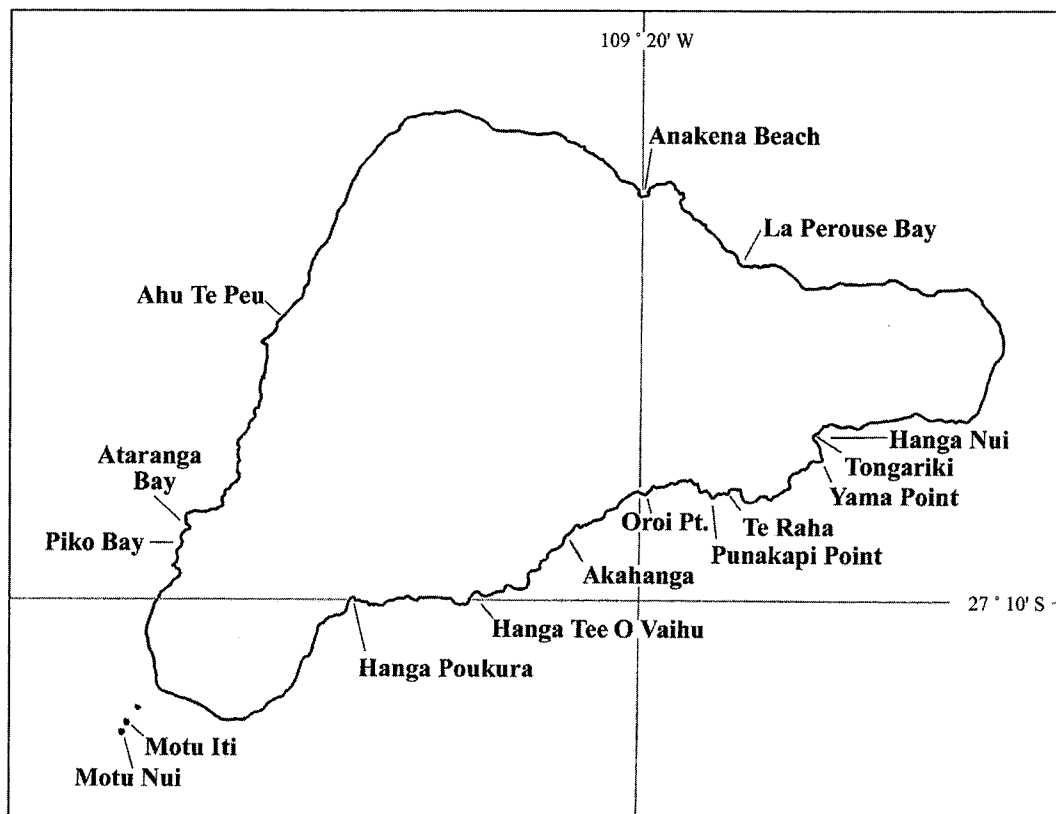 109° 20' W
Anakena Beach
La Perouse Bay
Ahu Te Peu
Hanga Nui
Tongariki
Yama Point
Ataranga
Bay
Oroi Pt.
Te Raha
Piko Bay
Punakapi Point
Akahanga
27° 10' S
Hanga Tee O Vaihu
Hanga Poukura
Motu Iti
Motu Nui